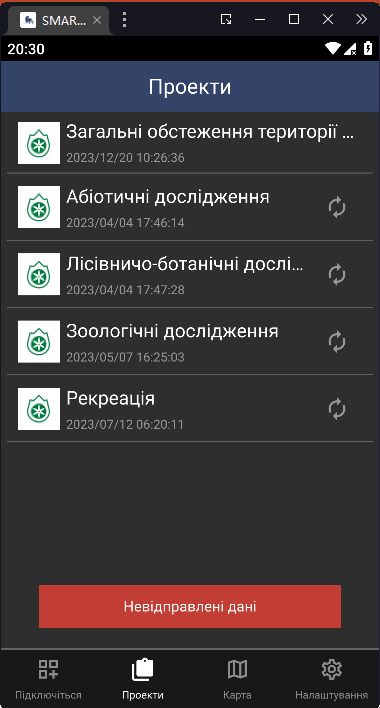 SMAR...
20:30
Проекти
Загальні обстеження території ...
2023/12/20 10:26:36
Абіотичні дослідження
2023/04/04 17:46:14
Лісівничо-ботанічні дослі...
2023/04/04 17:47:28
Зоологічні дослідження
2023/05/07 16:25:03
Рекреація
2023/07/12 06:20:11
Невідправлені дані
Підключіться Проекти Карта Налаштування